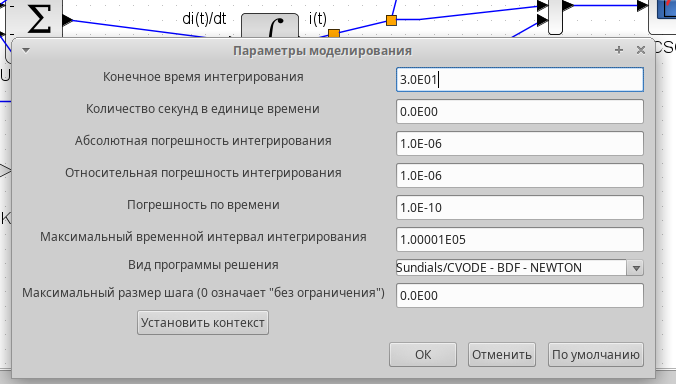 Σ
di(t)/dt
∫
i(t)
Параметры моделирования
CSC
U
Конечное время интегрирования
3.0E01
Количество секунд в единице времени
0.0E00
Абсолютная погрешность интегрирования
1.0E-06
Относительная погрешность интегрирования
1.0E-06
Погрешность по времени
1.0E-10
K
Максимальный временной интервал интегрирования
1.00001E05
Вид программы решения
Sundials/CVODE - BDF - NEWTON
Максимальный размер шага (0 означает "без ограничения")
0.0E00
Установить контекст
ОК
Отменить
По умолчанию